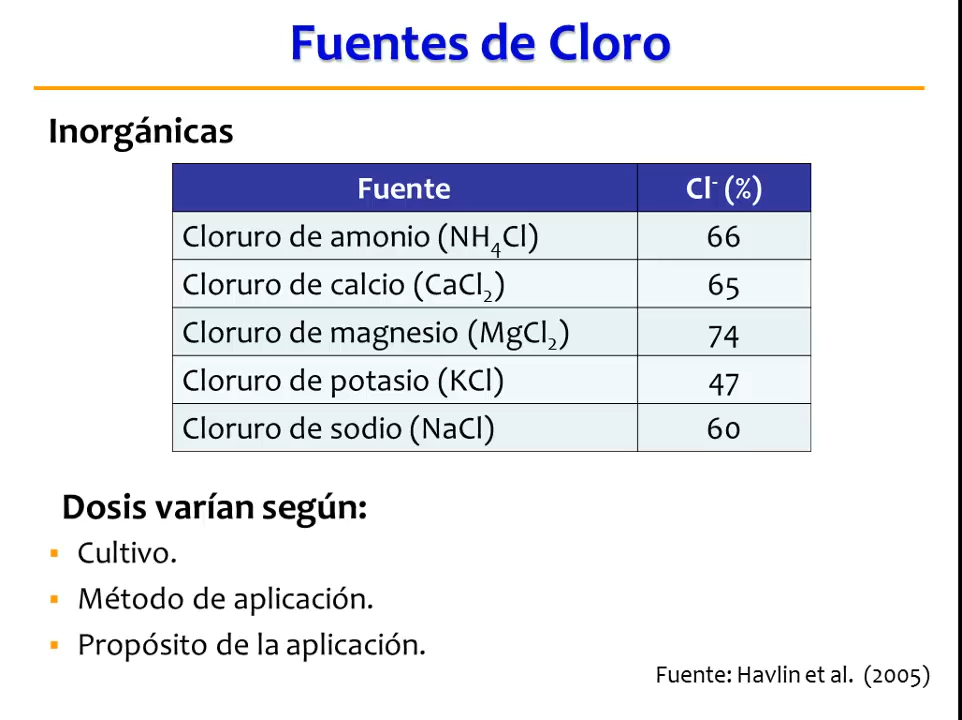 Fuentes de Cloro
Inorgánicas
Fuente Cl⁻ (%)
Cloruro de amonio (NH₄Cl) 66
Cloruro de calcio (CaCl₂) 65
Cloruro de magnesio (MgCl₂) 74
Cloruro de potasio (KCl) 47
Cloruro de sodio (NaCl) 60
Dosis varían según:
▪ Cultivo.
▪ Método de aplicación.
▪ Propósito de la aplicación.
Fuente: Havlin et al. (2005)